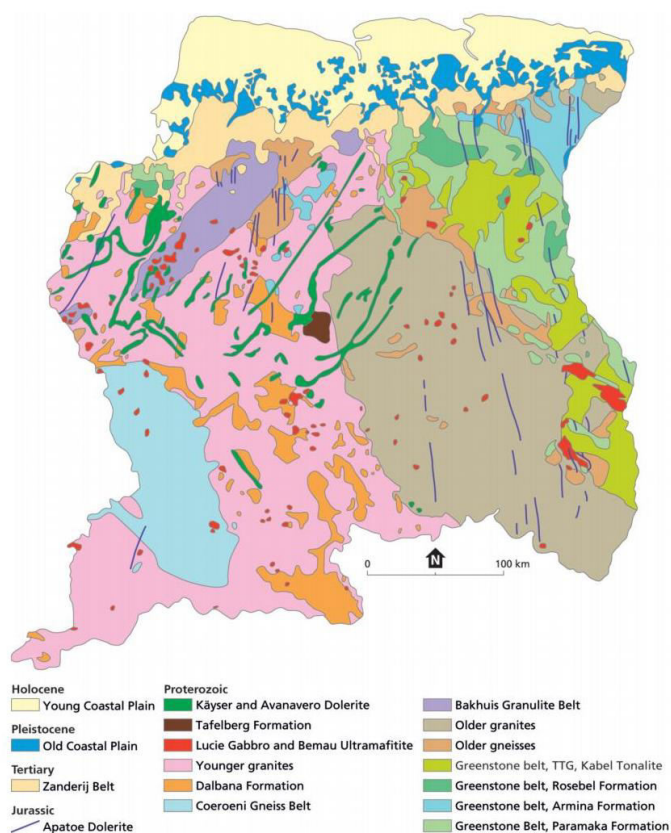 N
0
100 km
Holocene
Young Coastal Plain
Pleistocene
Old Coastal Plain
Tertiary
Zanderij Belt
Jurassic
Apatoe Dolerite
Proterozoic
Käyser and Avanavero Dolerite
Tafelberg Formation
Lucie Gabbro and Bemau Ultramafitite
Younger granites
Dalbana Formation
Coeroeni Gneiss Belt
Bakhuis Granulite Belt
Older granites
Older gneisses
Greenstone belt, TTG, Kabel Tonalite
Greenstone belt, Rosebel Formation
Greenstone Belt, Armina Formation
Greenstone Belt, Paramaka Formation